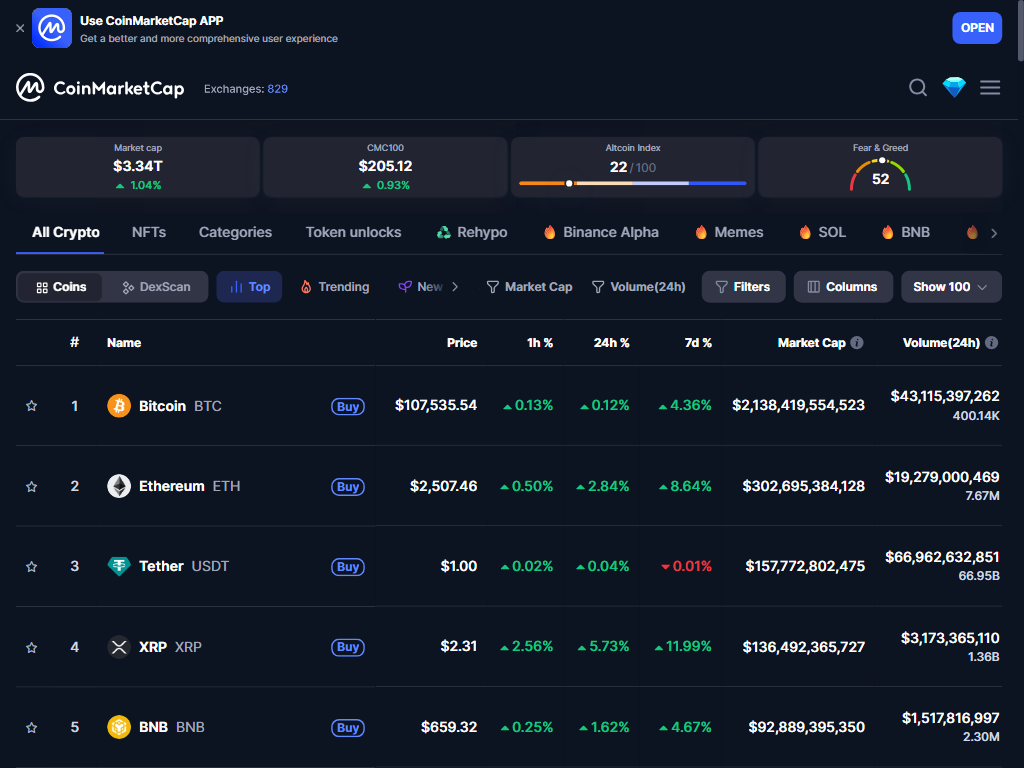 Use CoinMarketCap APP
Get a better and more comprehensive user experience
OPEN
CoinMarketCap Exchanges: 829
Market cap
$3.34T
1.04%
CMC100
$205.12
0.93%
Altcoin Index
22 /100
Fear & Greed
52
All Crypto NFTs Categories Token unlocks Rehypo Binance Alpha Memes SOL BNB
Coins DexScan Top Trending New Market Cap Volume(24h) Filters Columns Show 100
# Name Price 1h % 24h % 7d % Market Cap Volume(24h)
1 Bitcoin BTC Buy $107,535.54 0.13% 0.12% 4.36% $2,138,419,554,523 $43,115,397,262
400.14K
2 Ethereum ETH Buy $2,507.46 0.50% 2.84% 8.64% $302,695,384,128 $19,279,000,469
7.67M
3 Tether USDT Buy $1.00 0.02% 0.04% 0.01% $157,772,802,475 $66,962,632,851
66.95B
4 XRP XRP Buy $2.31 2.56% 5.73% 11.99% $136,492,365,727 $3,173,365,110
1.36B
5 BNB BNB Buy $659.32 0.25% 1.62% 4.67% $92,889,395,350 $1,517,816,997
2.30M